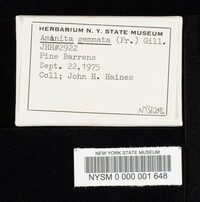 HERBARIUM N. Y. STATE MUSEUM
Amanita gemmata (Fr.) Gill.
JHH#2922
Pine Barrens
Sept. 22, 1975
Coll; John H. Haines
NEW YORK STATE MUSEUM
NYSM 0 000 001 648